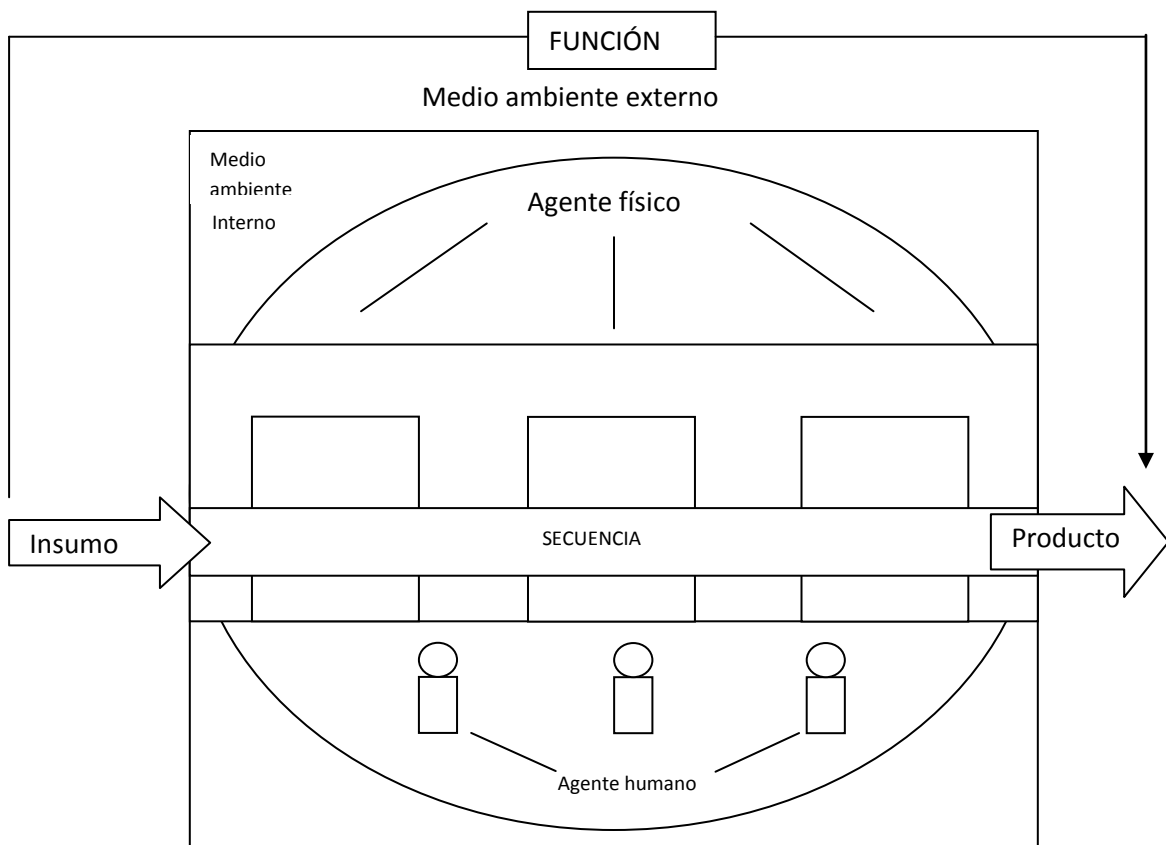 FUNCIÓN
Medio ambiente externo
Medio
ambiente
Interno
Agente físico
Insumo
SECUENCIA
Producto
Agente humano